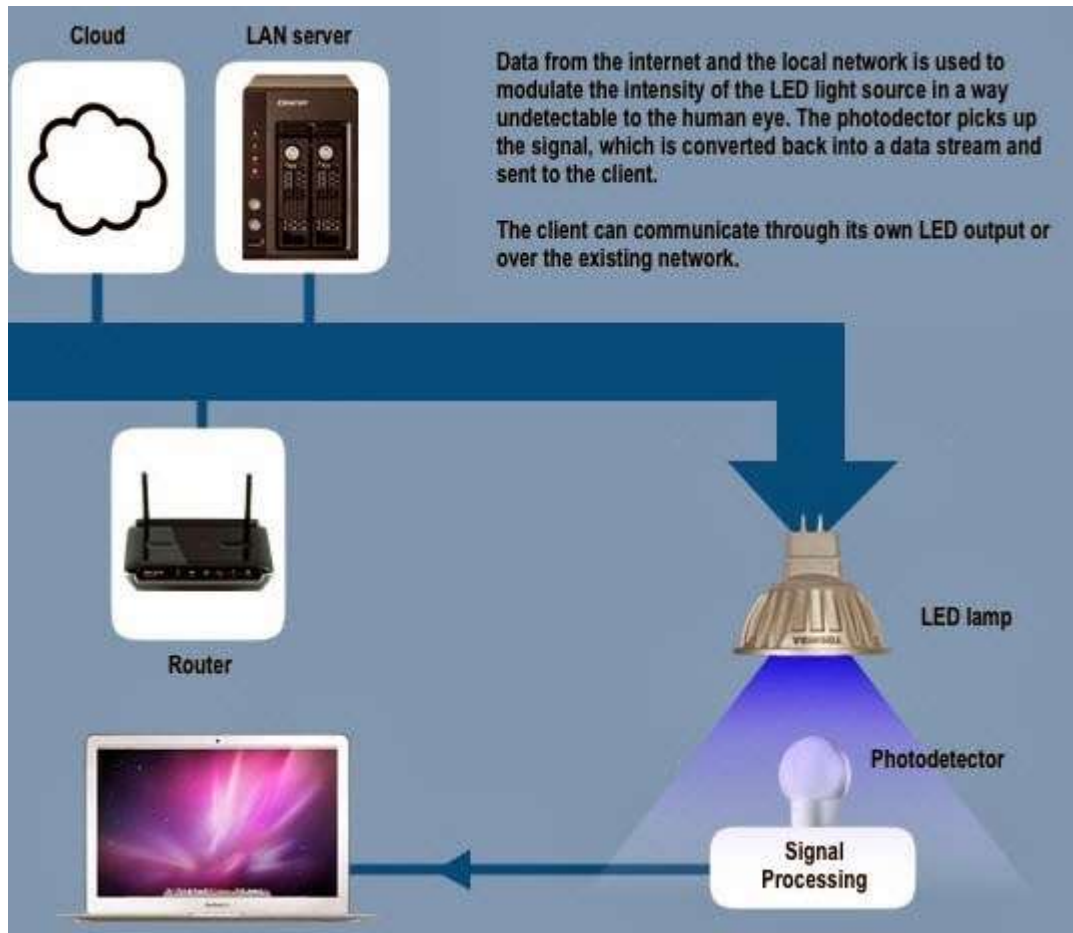 Cloud
LAN server
Data from the internet and the local network is used to
modulate the intensity of the LED light source in a way
undetectable to the human eye. The photodector picks up
the signal, which is converted back into a data stream and
sent to the client.
The client can communicate through its own LED output or
over the existing network.
Router
LED lamp
TOSHIBA
Photodetector
Signal
Processing